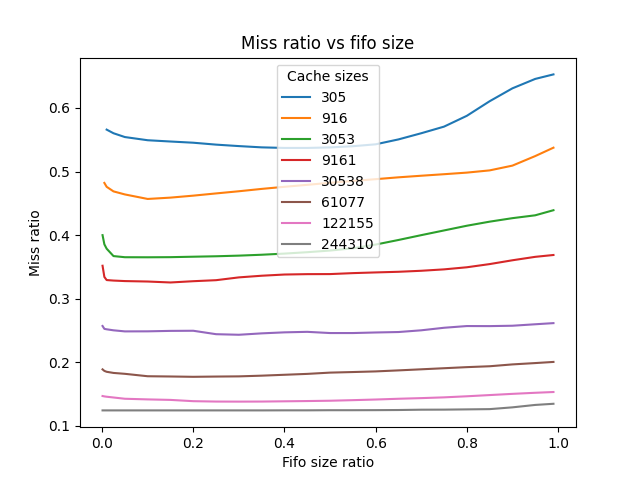 Miss ratio vs fifo size
Cache sizes
305
916
3053
9161
30538
61077
122155
244310
Miss ratio
0.6
0.5
0.4
0.3
0.2
0.1
0.0 0.2 0.4 0.6 0.8 1.0
Fifo size ratio